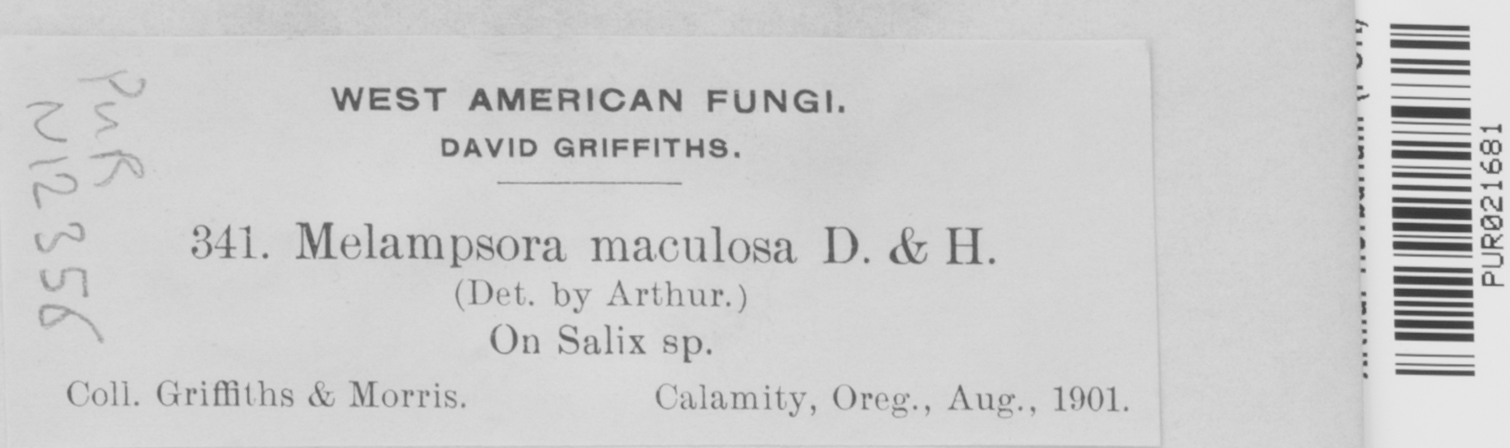 WEST AMERICAN FUNGI.
DAVID GRIFFITHS.
341. Melampsora maculosa D. & H.
(Det. by Arthur.)
On Salix sp.
Coll. Griffiths & Morris. Calamity, Oreg., Aug., 1901.
PUR
N12356
PUR021681